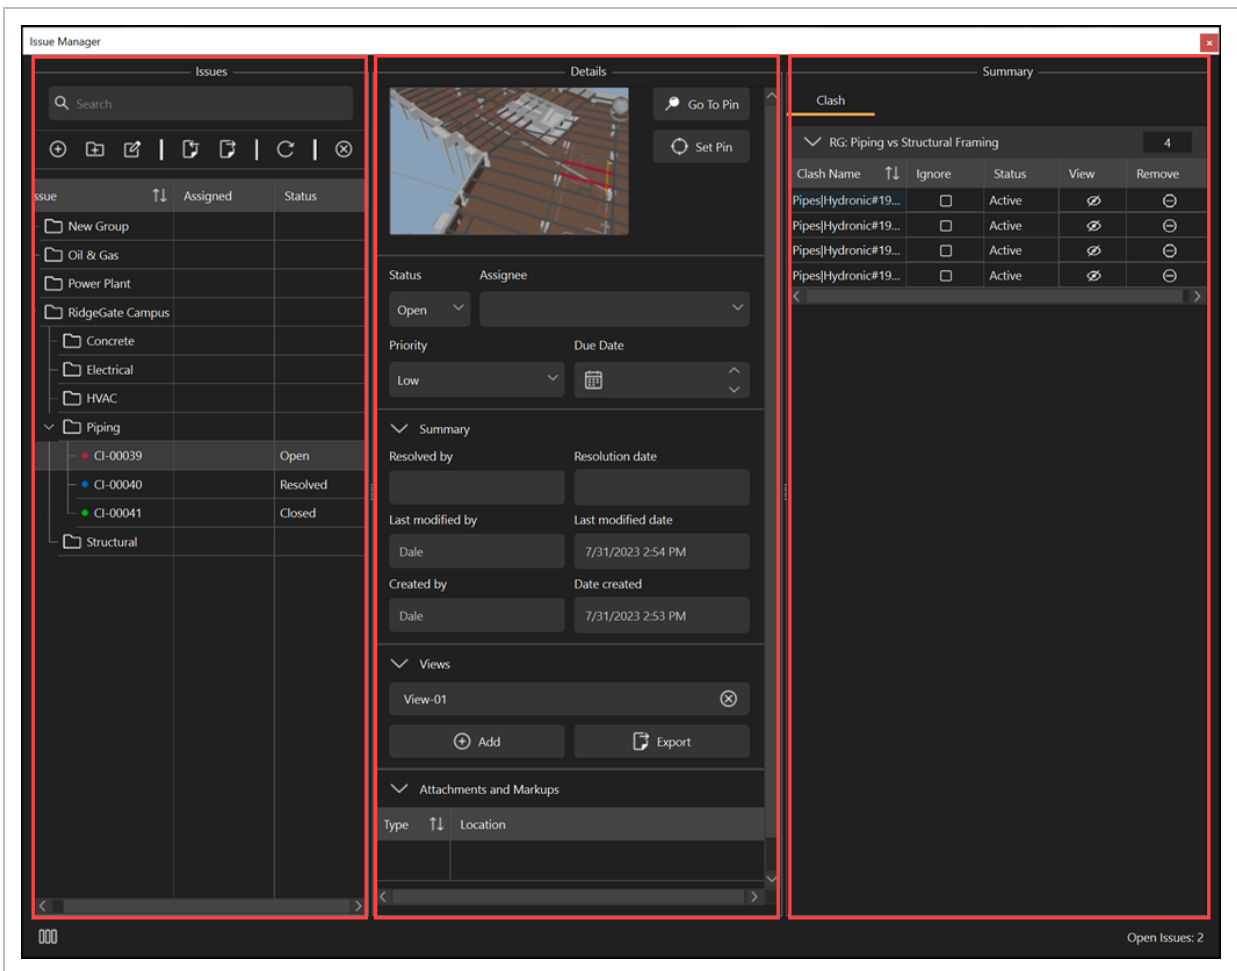 Issue Manager
Issues
Search
ssue Assigned Status
New Group
Oil & Gas
Power Plant
RidgeGate Campus
Concrete
Electrical
HVAC
Piping
CI-00039 Open
CI-00040 Resolved
CI-00041 Closed
Structural
Details
Go To Pin
Set Pin
Status Assignee
Open
Priority Due Date
Low
Summary
Resolved by Resolution date
Last modified by Last modified date
Dale 7/31/2023 2:54 PM
Created by Date created
Dale 7/31/2023 2:53 PM
Views
View-01
Add Export
Attachments and Markups
Type Location
Summary
Clash
RG: Piping vs Structural Framing 4
Clash Name Ignore Status View Remove
Pipes|Hydronic#19... Active
Pipes|Hydronic#19... Active
Pipes|Hydronic#19... Active
Pipes|Hydronic#19... Active
Open Issues: 2